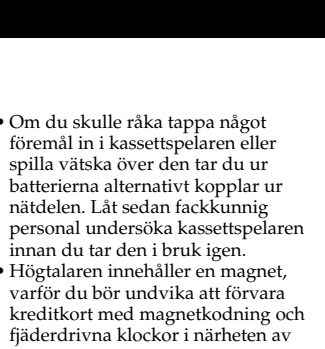 • Om du skulle råka tappa något
föremål in i kassettspelaren eller
spilla vätska över den tar du ur
batterierna alternativt kopplar ur
nätdelen. Låt sedan fackkunnig
personal undersöka kassettspelaren
innan du tar den i bruk igen.
• Högtalaren innehåller en magnet,
varför du bör undvika att förvara
kreditkort med magnetkodning och
fjäderdrivna klockor i närheten av